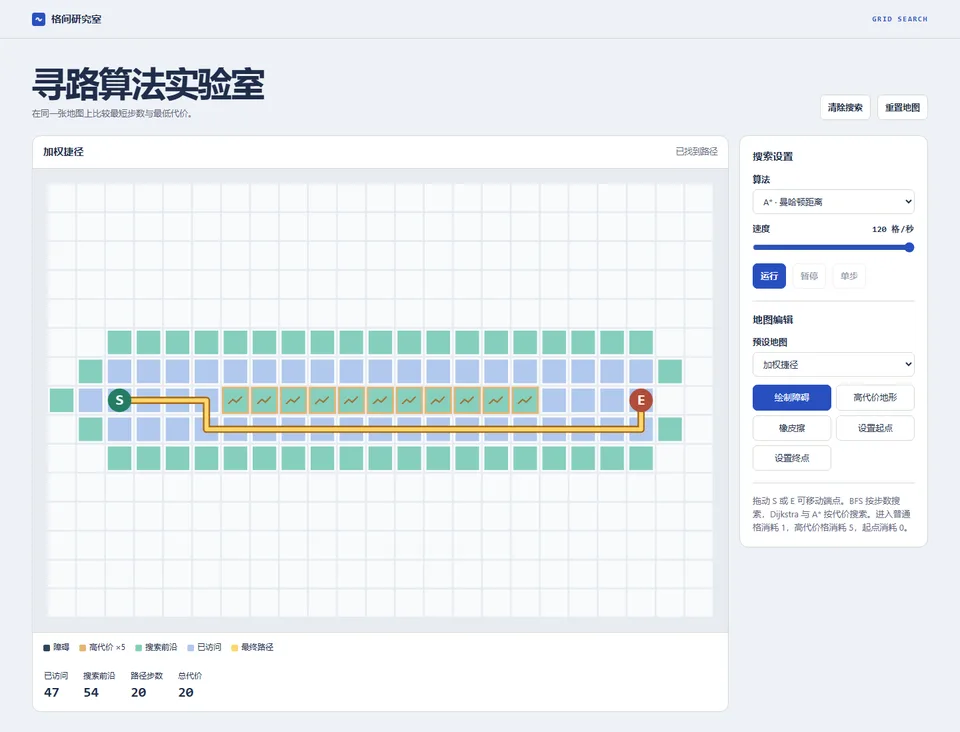 格间研究室
GRID SEARCH
寻路算法实验室
在同一张地图上比较最短步数与最低代价。
清除搜索
重置地图
加权捷径
已找到路径
S
E
障碍
高代价 ×5
搜索前沿
已访问
最终路径
已访问
搜索前沿
路径步数
总代价
47
54
20
20
搜索设置
算法
A* · 曼哈顿距离
速度
120 格/秒
运行
暂停
单步
地图编辑
预设地图
加权捷径
绘制障碍
高代价地形
橡皮擦
设置起点
设置终点
拖动 S 或 E 可移动端点。BFS 按步数搜
索，Dijkstra 与 A* 按代价搜索。进入普通
格消耗 1，高代价格消耗 5，起点消耗 0。